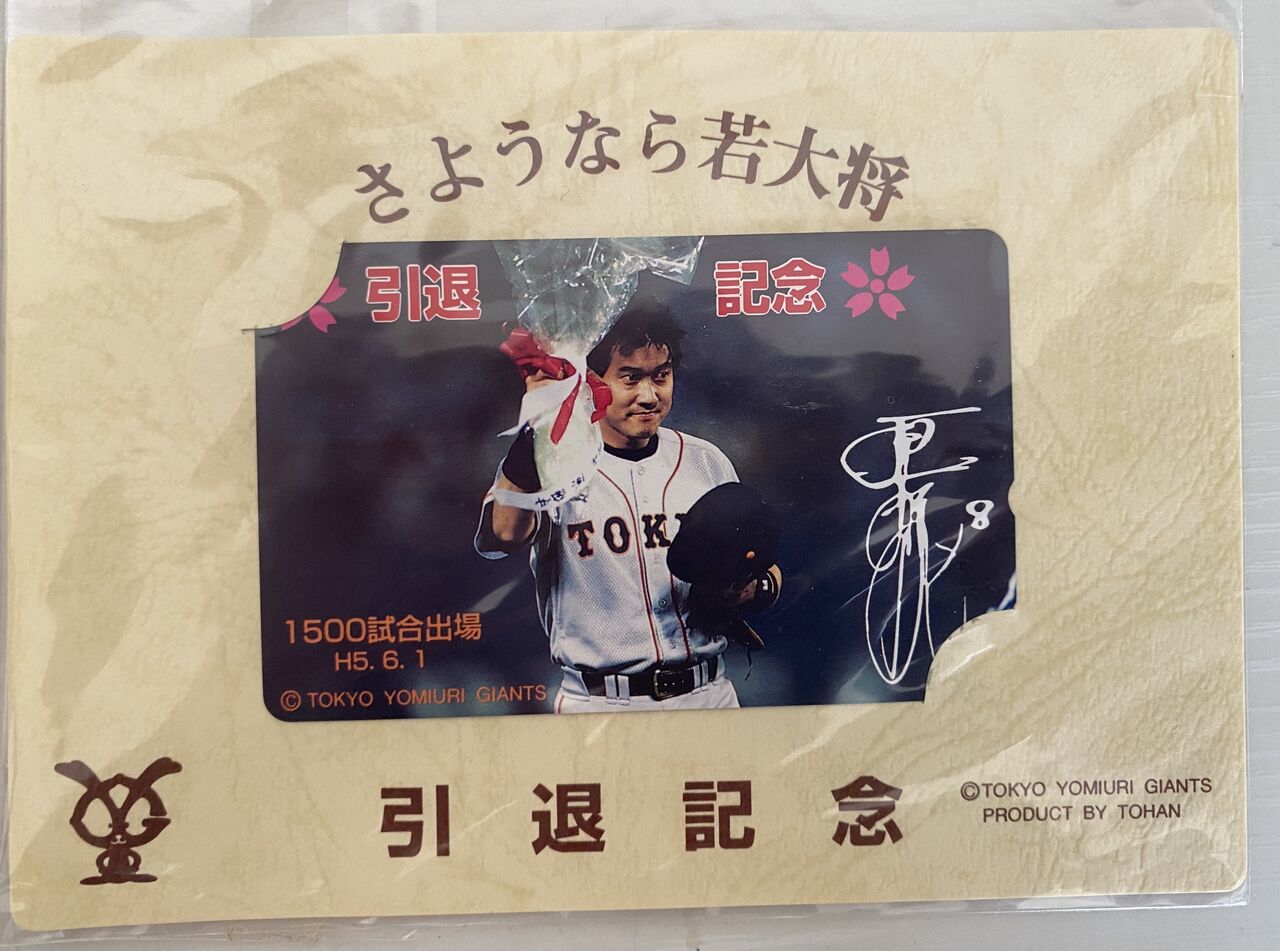 さようなら若大将
引退 記念
TOK
8
1500試合出場
H5.6.1
© TOKYO YOMIURI GIANTS
引退記念
©TOKYO YOMIURI GIANTS
PRODUCT BY TOHAN